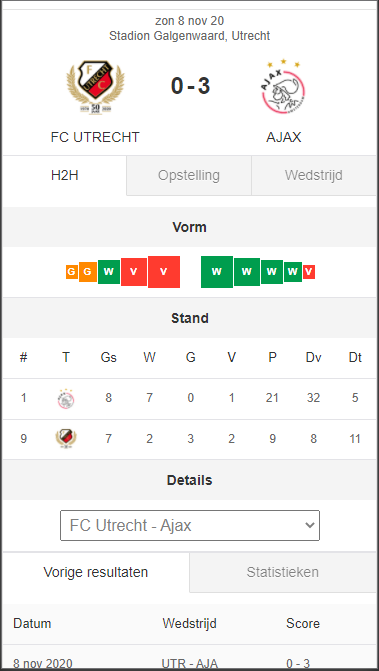 zon 8 nov 20
Stadion Galgenwaard, Utrecht
0 - 3
FC UTRECHT AJAX
H2H Opstelling Wedstrijd
Vorm
G G W V V W W W W V
Stand
# T Gs W G V P Dv Dt
1 8 7 0 1 21 32 5
9 7 2 3 2 9 8 11
Details
FC Utrecht - Ajax
Vorige resultaten Statistieken
Datum Wedstrijd Score
8 nov 2020 UTR - AJA 0 - 3